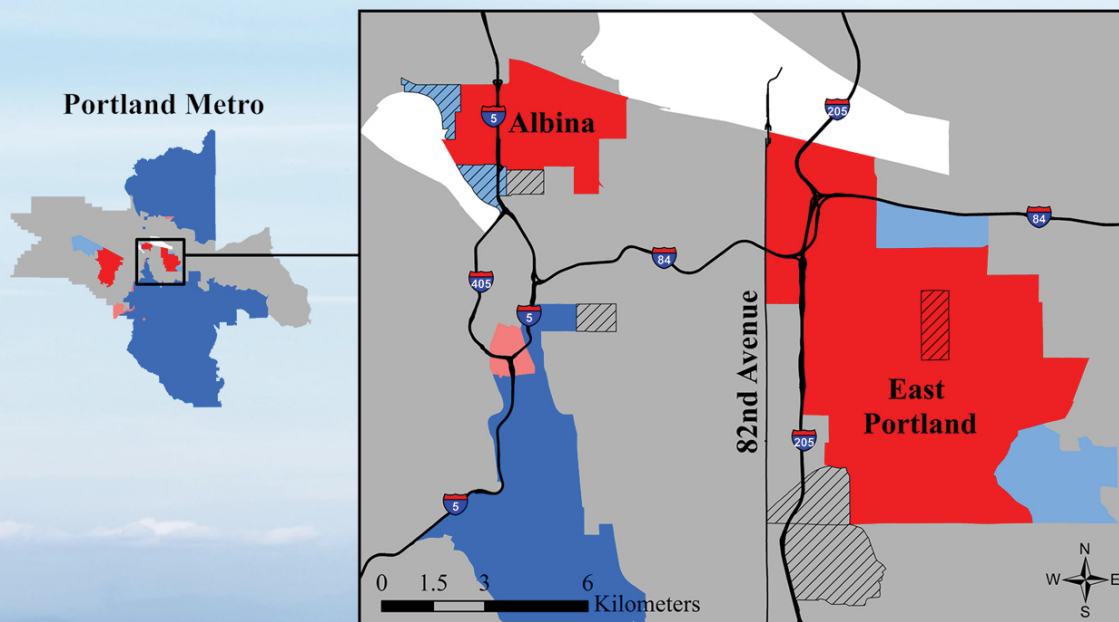 Portland Metro
Albina
5
205
84
84
405
5
82nd Avenue
East
Portland
205
5
0 1.5 3 6
Kilometers
N
W E
S